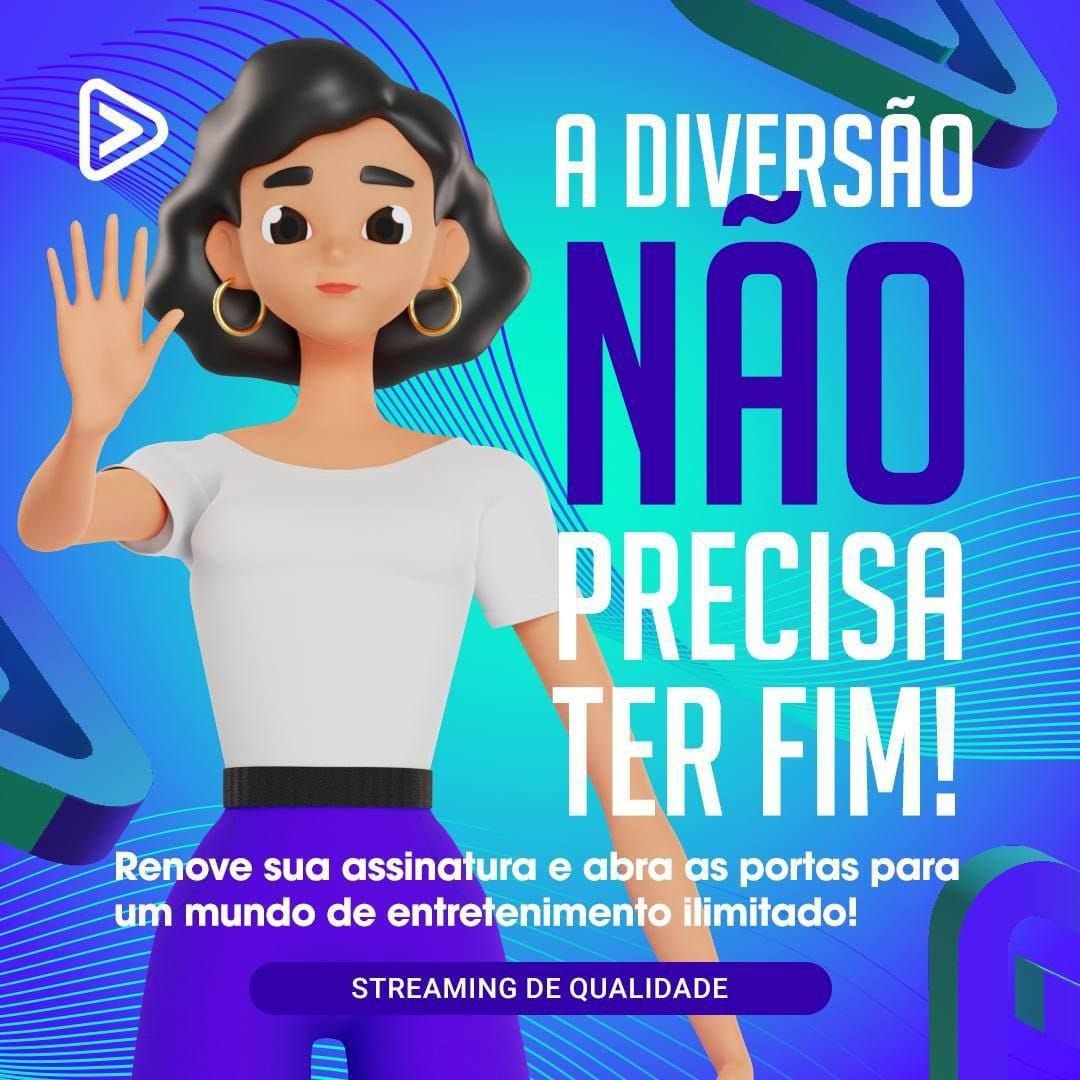 A DIVERSÃO
NÃO
PRECISA
TER FIM!
Renove sua assinatura e abra as portas para
um mundo de entretenimento ilimitado!
STREAMING DE QUALIDADE